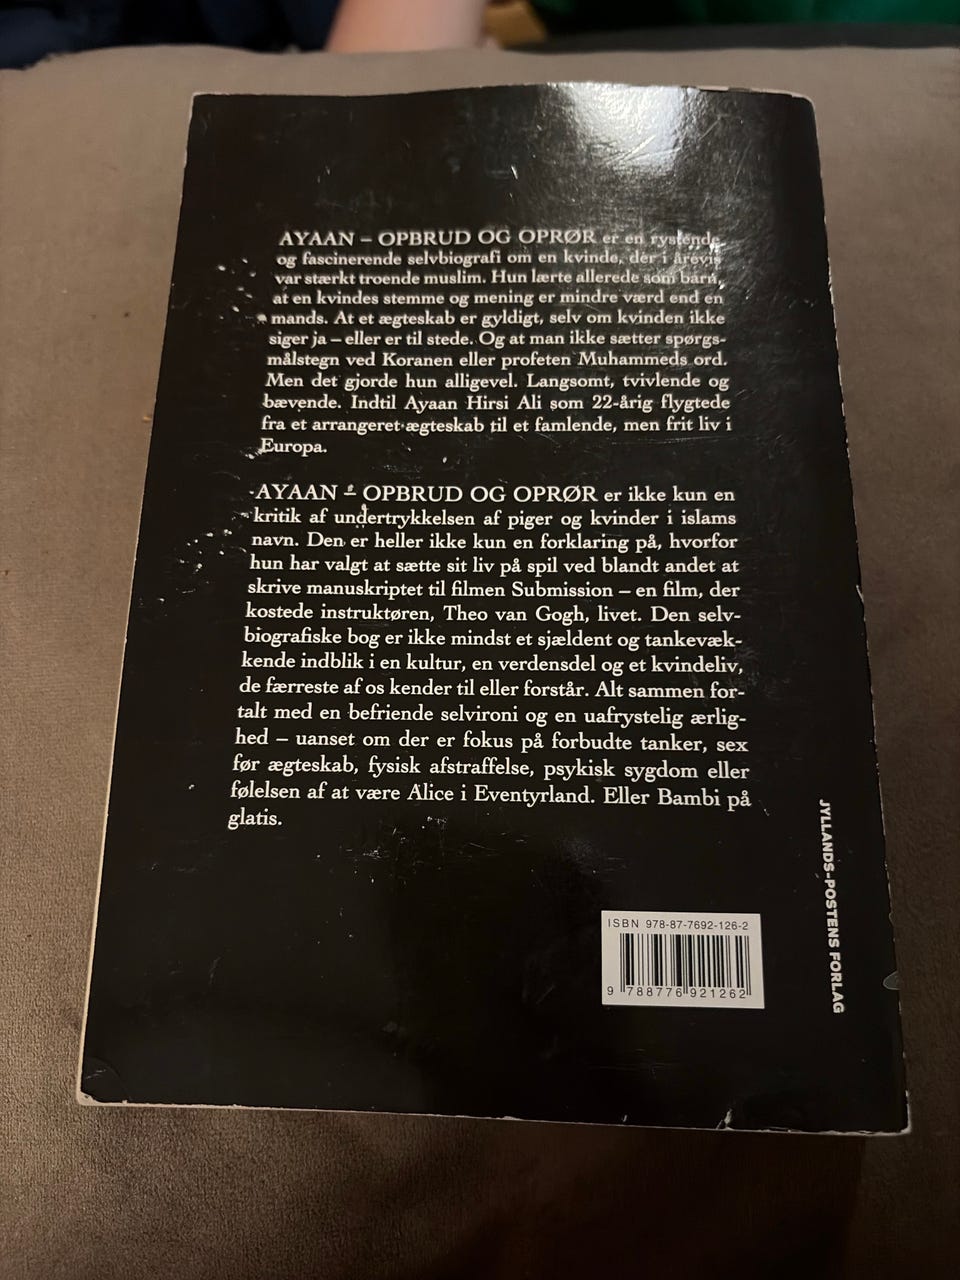 AYAAN – OPBRUD OG OPRØR er en rystende
og fascinerende selvbiografi om en kvinde, der i årevis
var stærkt troende muslim. Hun lærte allerede som barn,
at en kvindes stemme og mening er mindre værd end en
mands. At et ægteskab er gyldigt, selv om kvinden ikke
siger ja – eller er til stede. Og at man ikke sætter spørgs-
målstegn ved Koranen eller profeten Muhammeds ord.
Men det gjorde hun alligevel. Langsomt, tvivlende og
bævende. Indtil Ayaan Hirsi Ali som 22-årig flygtede
fra et arrangeret ægteskab til et famlende, men frit liv i
Europa.
AYAAN – OPBRUD OG OPRØR er ikke kun en
kritik af undertrykkelsen af piger og kvinder i islams
navn. Den er heller ikke kun en forklaring på, hvorfor
hun har valgt at sætte sit liv på spil ved blandt andet at
skrive manuskriptet til filmen Submission – en film, der
kostede instruktøren, Theo van Gogh, livet. Den selv-
biografiske bog er ikke mindst et sjældent og tankevæk-
kende indblik i en kultur, en verdensdel og et kvindeliv,
de færreste af os kender til eller forstår. Alt sammen for-
talt med en befriende selvironi og en uafrystelig ærlig-
hed – uanset om der er fokus på forbudte tanker, sex
før ægteskab, fysisk afstraffelse, psykisk sygdom eller
følelsen af at være Alice i Eventyrland. Eller Bambi på
glatis.
JYLLANDS-POSTENS FORLAG
ISBN 978-87-7692-126-2
9 788776 921262